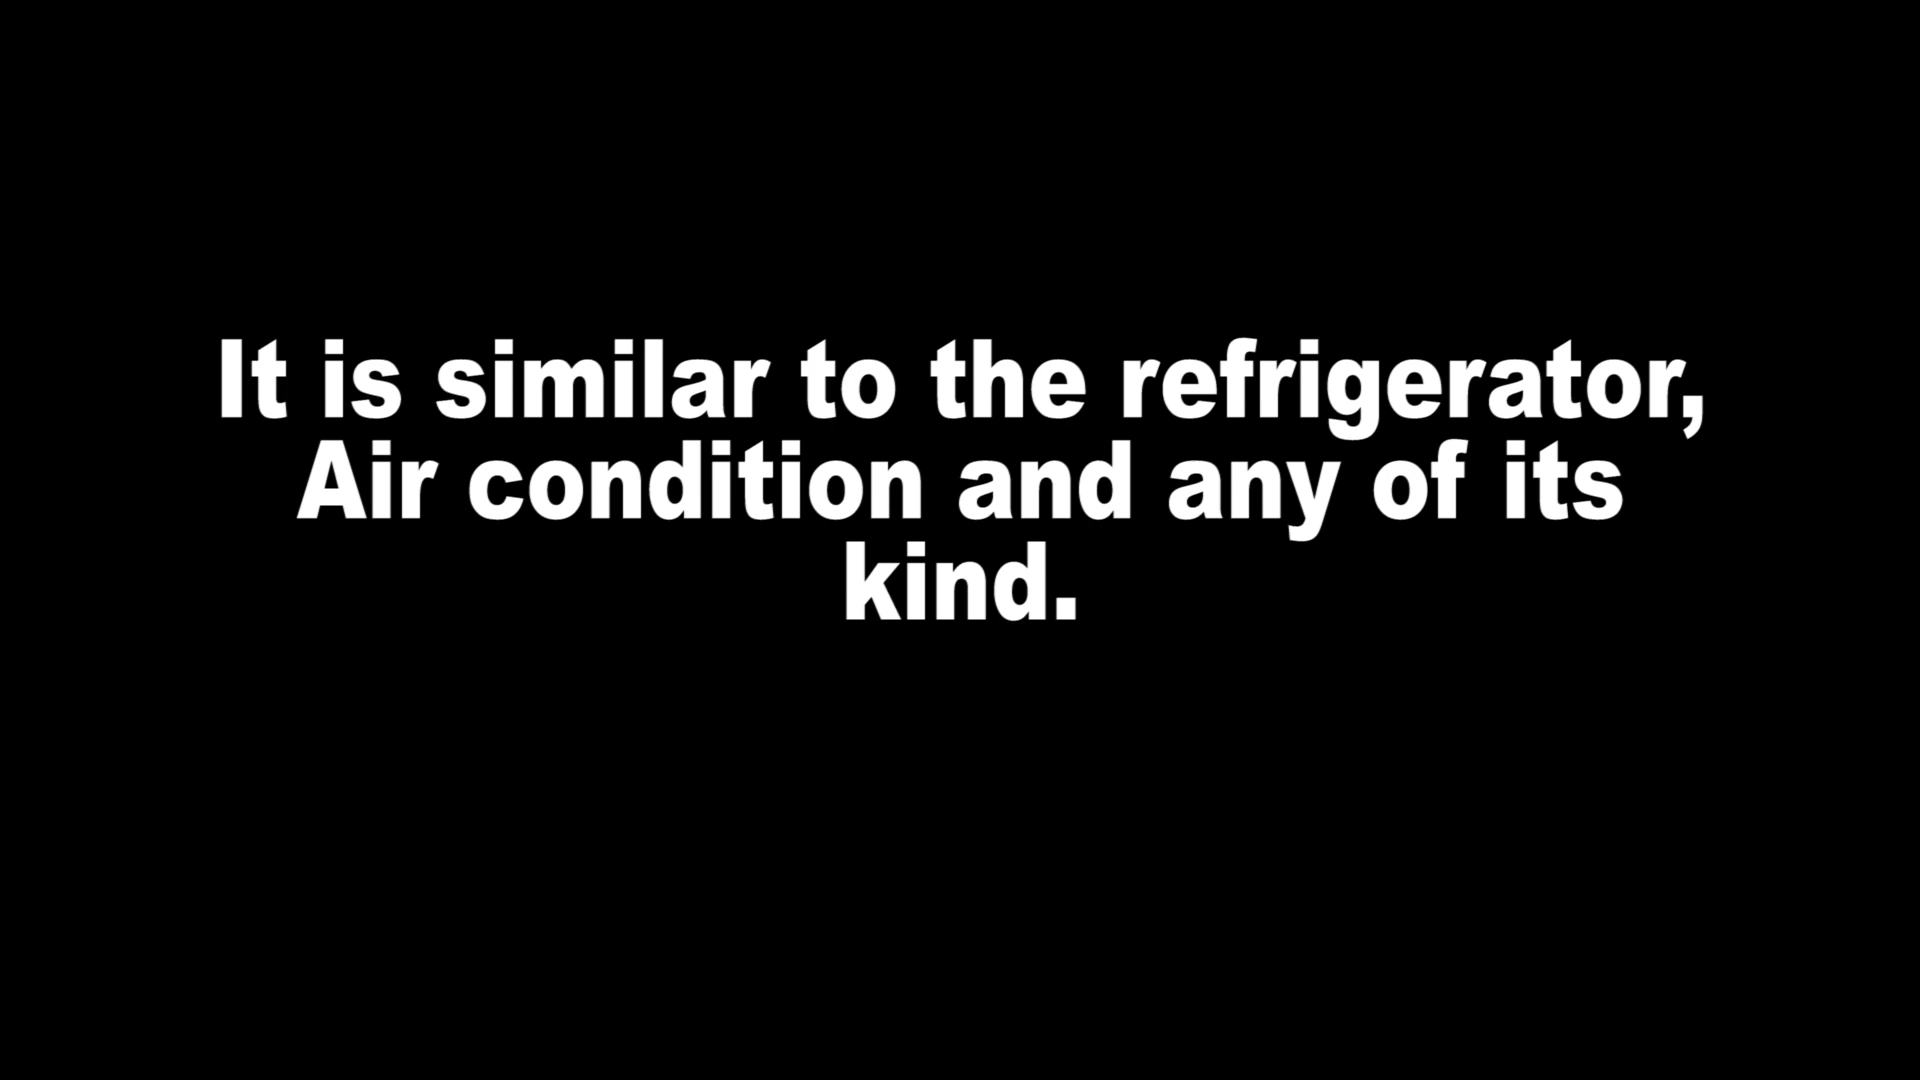 It is similar to the refrigerator,
Air condition and any of its
kind.